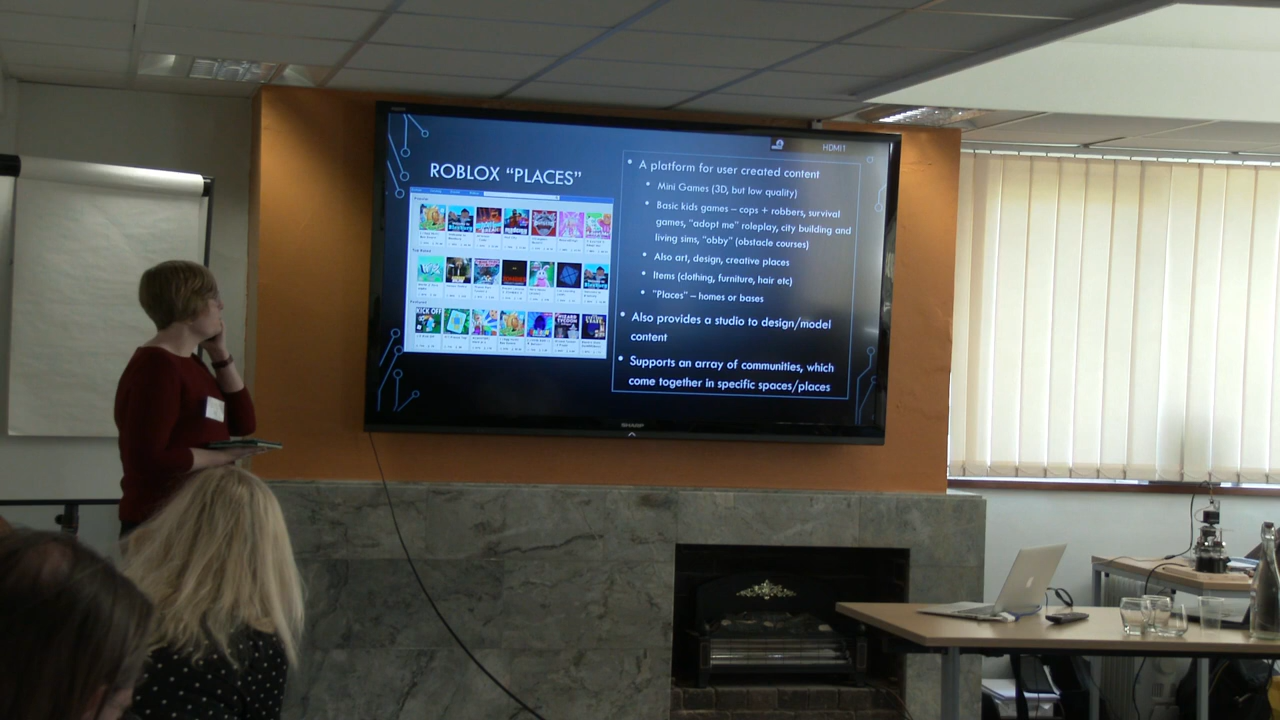 HDMI1
ROBLOX “PLACES”
KICK OFF
• A platform for user created content
• Mini Games (3D, but low quality)
• Basic kids games – cops + robbers, survival
games, “adopt me” roleplay, city building and
living sims, “obby” (obstacle courses)
• Also art, design, creative places
• Items (clothing, furniture, hair etc)
• “Places” – homes or bases
• Also provides a studio to design/model
content
• Supports an array of communities, which
come together in specific spaces/places
SHARP